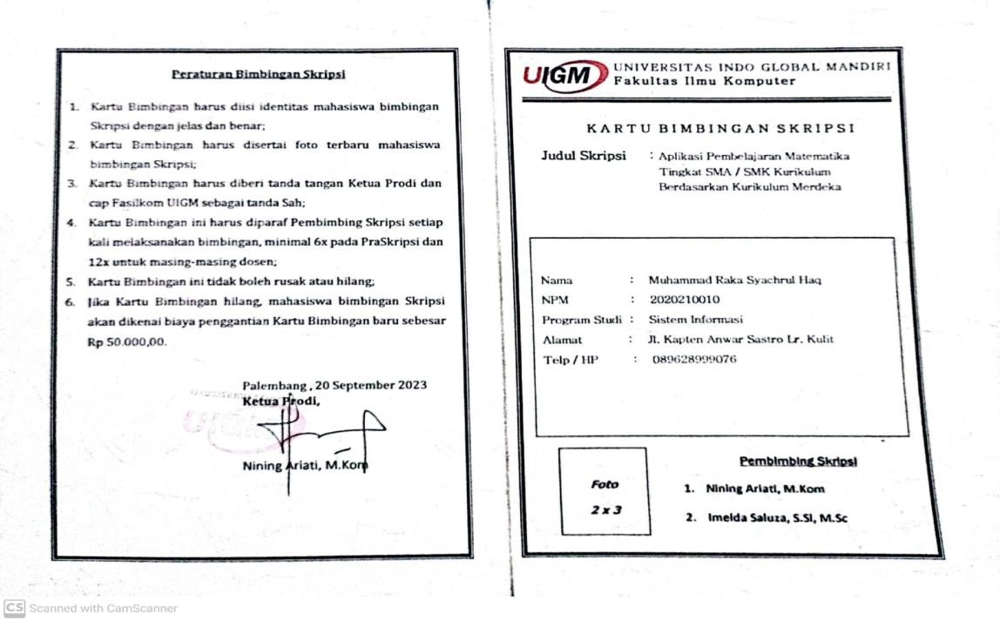 Peraturan Bimbingan Skripsi
1. Kartu Bimbingan harus diisi identitas mahasiswa bimbingan
Skripsi dengan jelas dan benar;
2. Kartu Bimbingan harus disertai foto terbaru mahasiswa
bimbingan Skripsi;
3. Kartu Bimbingan harus diberi tanda tangan Ketua Prodi dan
cap Fasilkom UIGM sebagai tanda Sah;
4. Kartu Bimbingan ini harus diparaf Pembimbing Skripsi setiap
kali melaksanakan bimbingan, minimal 6x pada PraSkripsi dan
12x untuk masing-masing dosen;
5. Kartu Bimbingan ini tidak boleh rusak atau hilang;
6. Jika Kartu Bimbingan hilang, mahasiswa bimbingan Skripsi
akan dikenai biaya penggantian Kartu Bimbingan baru sebesar
Rp 50.000,00.
Palembang , 20 September 2023
Ketua Prodi,
UIGM
Nining Ariati, M.Kom
UIGM UNIVERSITAS INDO GLOBAL MANDIRI
Fakultas Ilmu Komputer
KARTU BIMBINGAN SKRIPSI
Judul Skripsi : Aplikasi Pembelajaran Matematika
Tingkat SMA / SMK Kurikulum
Berdasarkan Kurikulum Merdeka
Nama : Muhammad Raka Syachrul Haq
NPM : 2020210010
Program Studi : Sistem Informasi
Alamat : Jl. Kapten Anwar Sastro Lr. Kulit
Telp / HP : 089628999076
Foto
2 x 3
Pembimbing Skripsi
1. Nining Ariati, M.Kom
2. Imelda Saluza, S.Si, M.Sc
CS Scanned with CamScanner